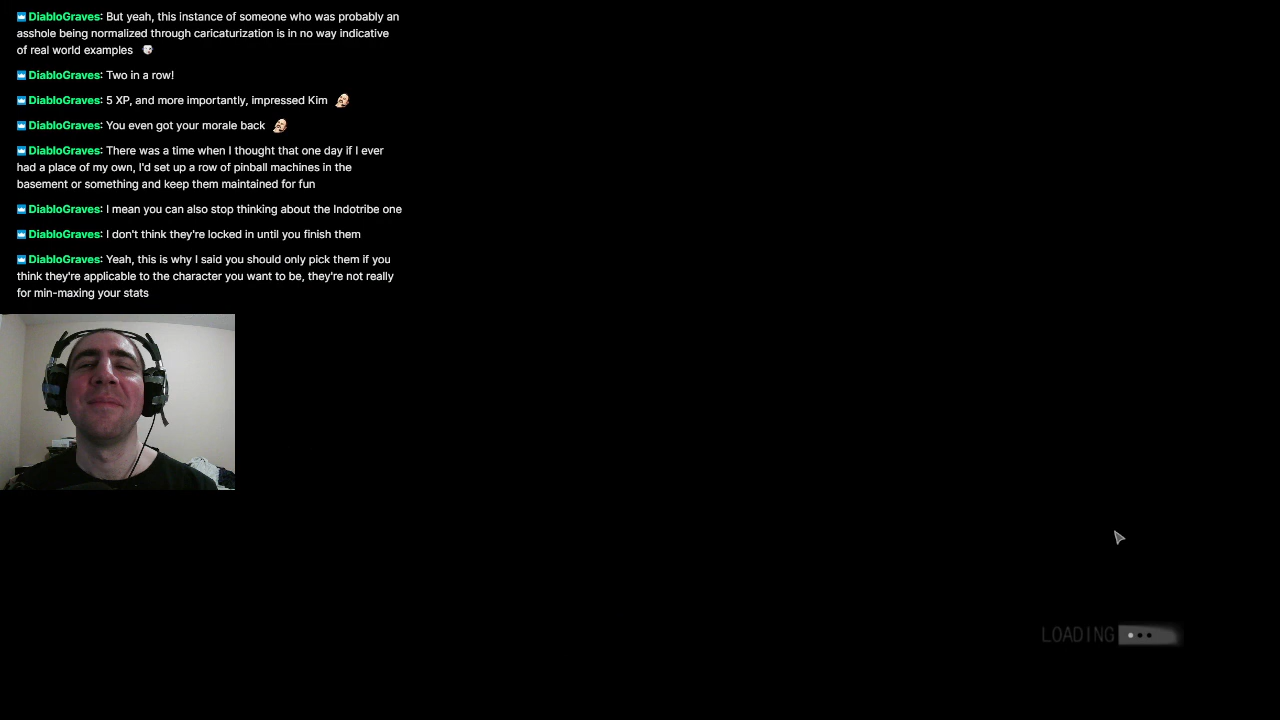 DiabloGraves: But yeah, this instance of someone who was probably an
asshole being normalized through caricaturization is in no way indicative
of real world examples
DiabloGraves: Two in a row!
DiabloGraves: 5 XP, and more importantly, impressed Kim
DiabloGraves: You even got your morale back
DiabloGraves: There was a time when I thought that one day if I ever
had a place of my own, I'd set up a row of pinball machines in the
basement or something and keep them maintained for fun
DiabloGraves: I mean you can also stop thinking about the Indotribe one
DiabloGraves: I don't think they're locked in until you finish them
DiabloGraves: Yeah, this is why I said you should only pick them if you
think they're applicable to the character you want to be, they're not really
for min-maxing your stats
LOADING